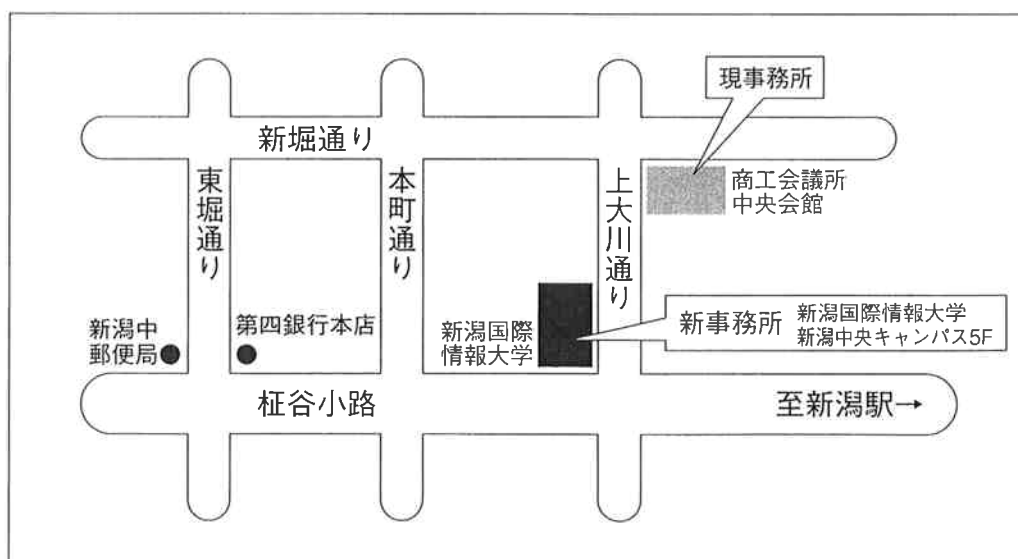 現事務所
新堀通り
商工会議所
中央会館
東堀通り
本町通り
上大川通り
新潟中
郵便局
第四銀行本店
新潟国際
情報大学
新事務所
新潟国際情報大学
新潟中央キャンパス5F
柾谷小路
至新潟駅→